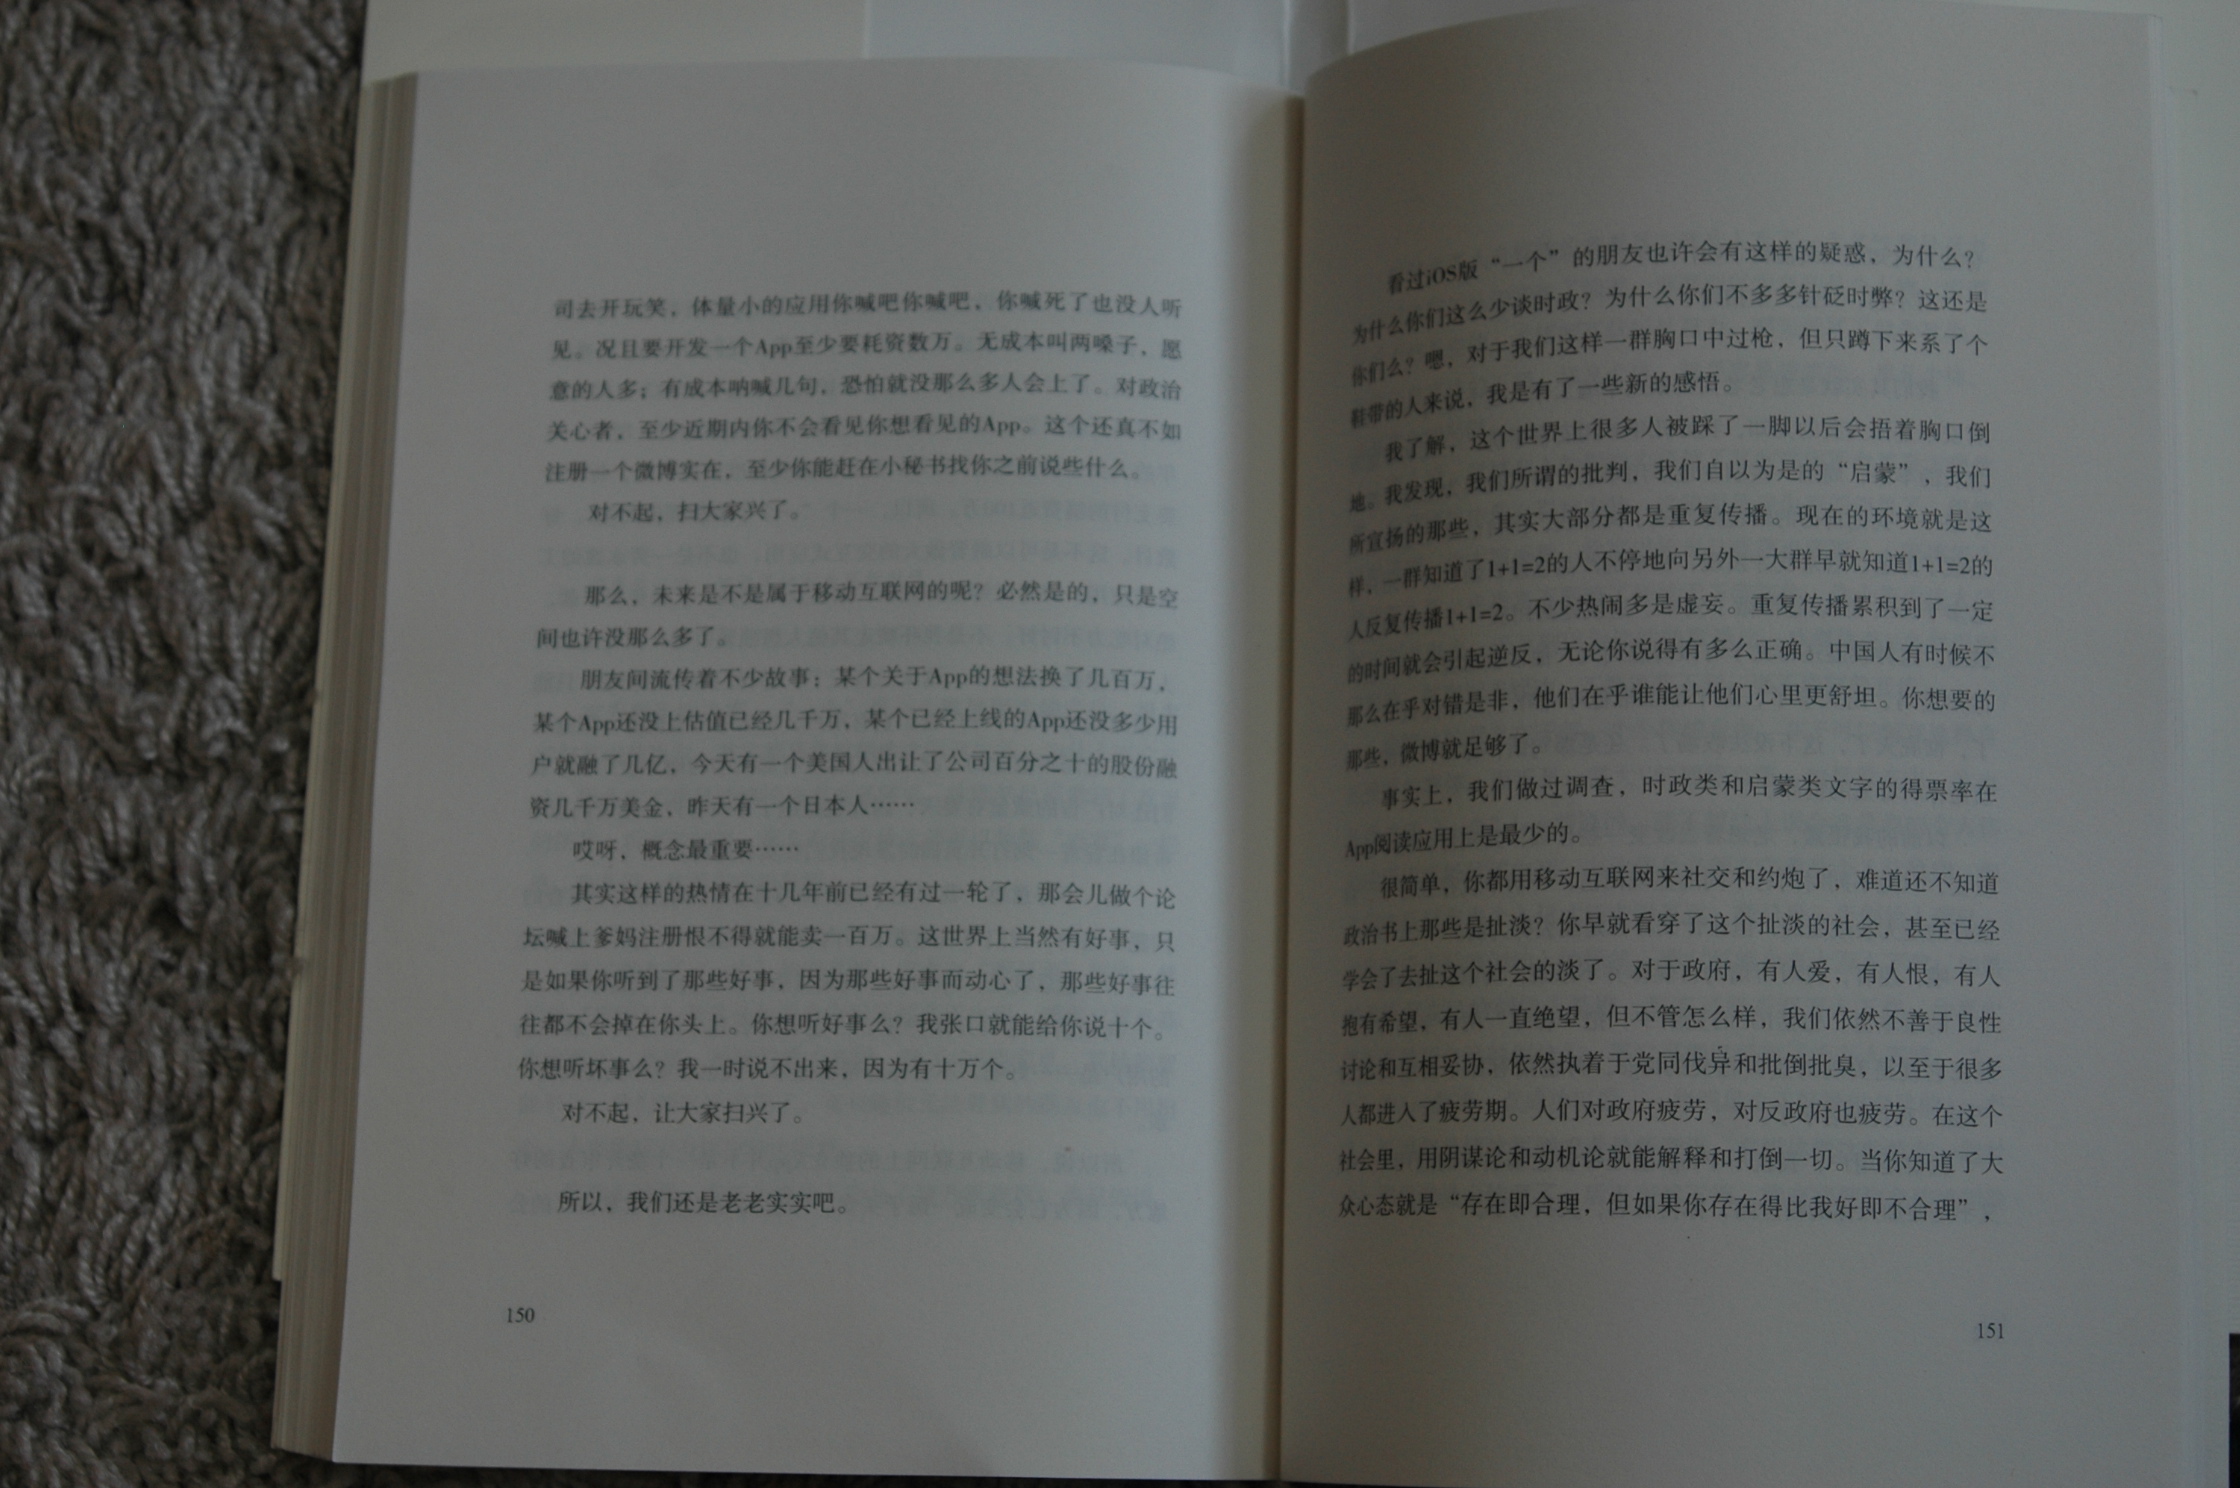 司去开玩笑，体量小的应用你喊吧你喊吧，你喊死了也没人听
见。况且要开发一个App至少要耗资数万。无成本叫两嗓子，愿
意的人多；有成本呐喊几句，恐怕就没那么多人会上了。对政治
关心者，至少近期内你不会看见你想看见的App。这个还真不如
注册一个微博实在，至少你能赶在小秘书找你之前说些什么。
对不起，扫大家兴了。
那么，未来是不是属于移动互联网的呢？必然是的，只是空
间也许没那么多了。
朋友间流传着不少故事：某个关于App的想法换了几百万，
某个App还没上估值已经几千万，某个已经上线的App还没多少用
户就融了几亿，今天有一个美国人出让了公司百分之十的股份融
资几千万美金，昨天有一个日本人……
哎呀，概念最重要……
其实这样的热情在十几年前已经有过一轮了，那会儿做个论
坛喊上爹妈注册恨不得就能卖一百万。这世界上当然有好事，只
是如果你听到了那些好事，因为那些好事而动心了，那些好事往
往都不会掉在你头上。你想听好事么？我张口就能给你说十个。
你想听坏事么？我一时说不出来，因为有十万个。
对不起，让大家扫兴了。
所以，我们还是老老实实吧。
150
看过iOS版“一个”的朋友也许会有这样的疑惑，为什么？
为什么你们这么少谈时政？为什么你们不多多针砭时弊？这还是
你们么？嗯，对于我们这样一群胸口中过枪，但只蹲下来系了个
鞋带的人来说，我是有了一些新的感悟。
我了解，这个世界上很多人被踩了一脚以后会捂着胸口倒
地。我发现，我们所谓的批判，我们自以为是的“启蒙”，我们
所宣扬的那些，其实大部分都是重复传播。现在的环境就是这
样，一群知道了1+1=2的人不停地向另外一大群早就知道1+1=2的
人反复传播1+1=2。不少热闹多是虚妄。重复传播累积到了一定
的时间就会引起逆反，无论你说得有多么正确。中国人有时候不
那么在乎对错是非，他们在乎谁能让他们心里更舒坦。你想要的
那些，微博就足够了。
事实上，我们做过调查，时政类和启蒙类文字的得票率在
App阅读应用上是最少的。
很简单，你都用移动互联网来社交和约炮了，难道还不知道
政治书上那些是扯淡？你早就看穿了这个扯淡的社会，甚至已经
学会了去扯这个社会的淡了。对于政府，有人爱，有人恨，有人
抱有希望，有人一直绝望，但不管怎么样，我们依然不善于良性
讨论和互相妥协，依然执着于党同伐异和批倒批臭，以至于很多
人都进入了疲劳期。人们对政府疲劳，对反政府也疲劳。在这个
社会里，用阴谋论和动机论就能解释和打倒一切。当你知道了大
众心态就是“存在即合理，但如果你存在得比我好即不合理”，
151